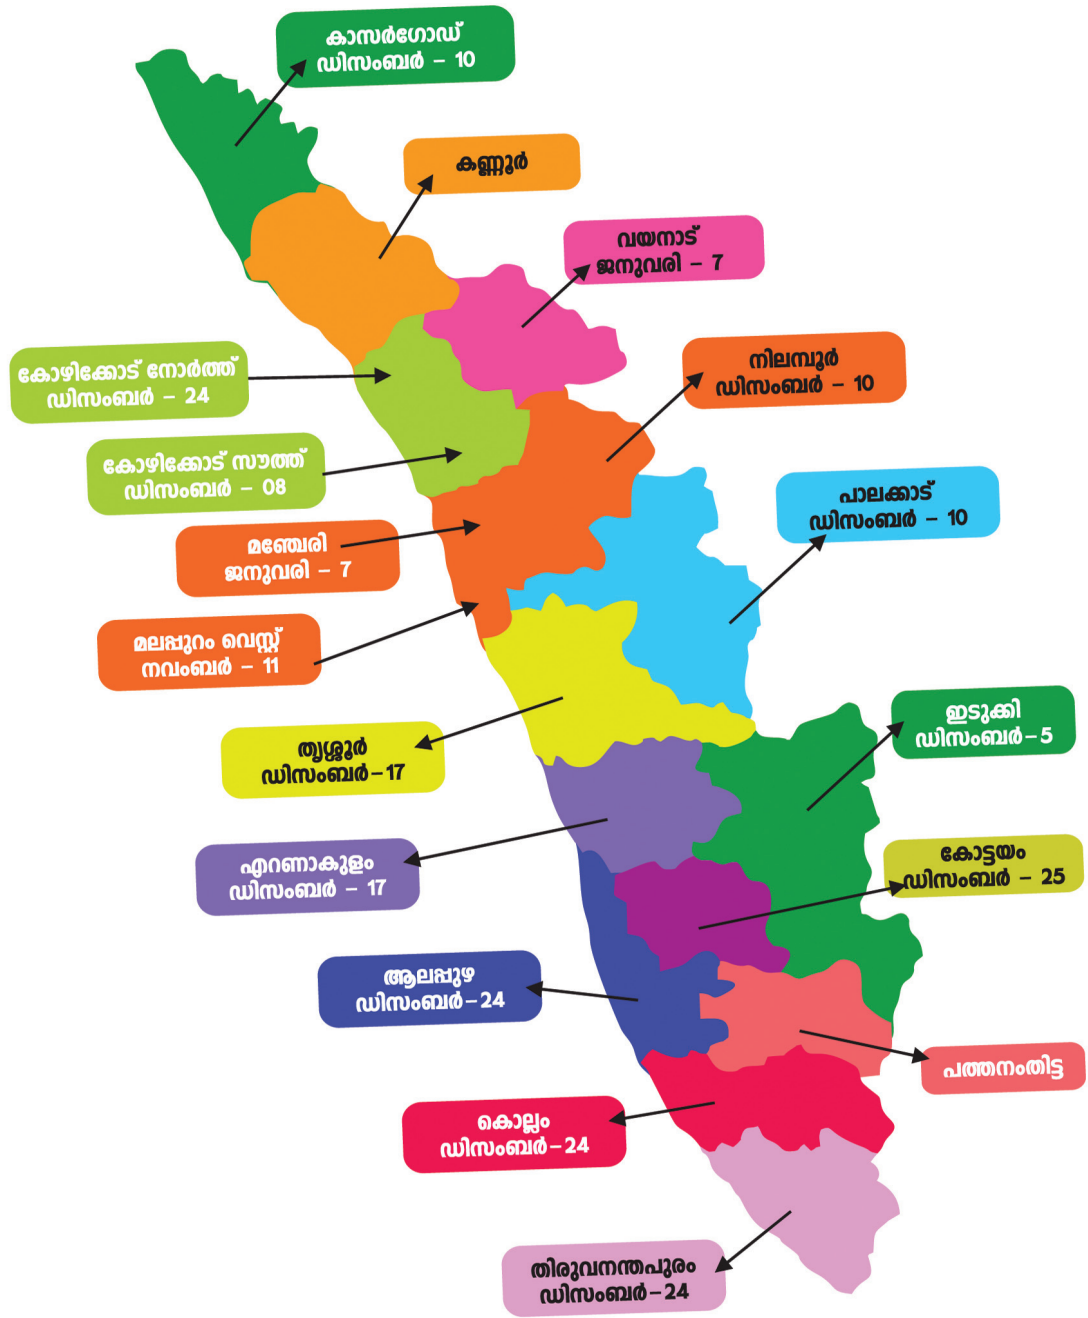 കാസർഗോഡ്
ഡിസംബർ – 10
കണ്ണൂർ
വയനാട്
ജനുവരി – 7
നിലമ്പൂർ
ഡിസംബർ – 10
കോഴിക്കോട് നോർത്ത്
ഡിസംബർ – 24
കോഴിക്കോട് സൗത്ത്
ഡിസംബർ – 08
പാലക്കാട്
ഡിസംബർ – 10
മഞ്ചേരി
ജനുവരി – 7
മലപ്പുറം വെസ്റ്റ്
നവംബർ – 11
ഇടുക്കി
ഡിസംബർ – 5
തൃശ്ശൂർ
ഡിസംബർ – 17
കോട്ടയം
ഡിസംബർ – 25
എറണാകുളം
ഡിസംബർ – 17
ആലപ്പുഴ
ഡിസംബർ – 24
പത്തനംതിട്ട
കൊല്ലം
ഡിസംബർ – 24
തിരുവനന്തപുരം
ഡിസംബർ – 24